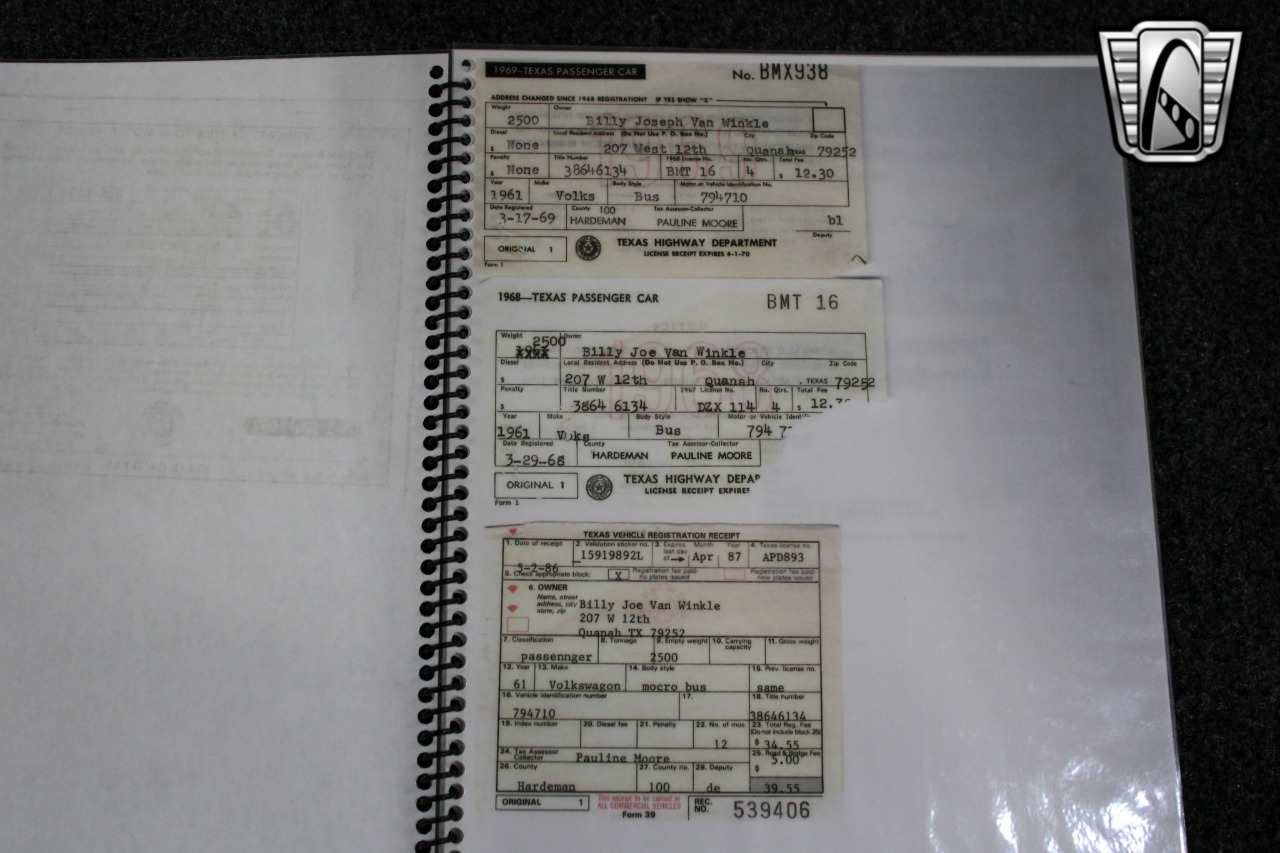 1969—TEXAS PASSENGER CAR No. BMX938
ADDRESS CHANGED SINCE 1968 REGISTRATION? IF YES SHOW "X"
Weight Owner
2500 Billy Joseph Van Winkle
Diesel Local Resident Address (Do Not Use P. O. Box No.) City Zip Code
$ None 207 West 12th Quanah TEXAS 79252
Penalty Title Number 1968 License No. No. Qtrs. Total Fee
$ None 38646134 BMT 16 4 $ 12.30
Year Make Body Style Motor or Vehicle Identification No.
1961 Volks Bus 794710
Date Registered County 100 Tax Assessor-Collector
3-17-69 HARDEMAN PAULINE MOORE b1
Deputy
ORIGINAL 1 TEXAS HIGHWAY DEPARTMENT
LICENSE RECEIPT EXPIRES 4-1-70
Form 1
1968—TEXAS PASSENGER CAR BMT 16
1968
Weight Owner
2500
Billy Joe Van Winkle
Diesel Local Resident Address (Do Not Use P. O. Box No.) City Zip Code
$ 207 W 12th Quanah , TEXAS 79252
Penalty Title Number 1967 License No. No. Qtrs. Total Fee
$ 3864 6134 DZX 114 4 $ 12.3
Year Make Body Style Motor or Vehicle Identi
1961 Volks Bus 794 7
Date Registered County Tax Assessor-Collector
3-29-68 HARDEMAN PAULINE MOORE
ORIGINAL 1 TEXAS HIGHWAY DEPAR
LICENSE RECEIPT EXPIRES
Form 1
TEXAS VEHICLE REGISTRATION RECEIPT
1. Date of receipt 2. Validation sticker no. 3. Expires last day of Month Year 4. Texas license no.
3-2-86 15919892L Apr 87 APD893
5. Check appropriate block: X Registration fee paid- no plates issued Registration fee paid- new plates issued
6. OWNER
Name, street address, city state, zip
Billy Joe Van Winkle
207 W 12th
Quanah TX 79252
7. Classification 8. Tonnage 9. Empty weight 10. Carrying capacity 11. Gross weight
passennger 2500
12. Year 13. Make 14. Body style 15. Prev. license no.
61 Volkswagon mocro bus same
16. Vehicle Identification number 17. 18. Title number
794710 38646134
19. Index number 20. Diesel fee 21. Penalty 22. No. of mos. 23. Total Reg. Fee (Do not include block 25)
12 $ 34.55
24. Tax Assessor Collector Pauline Moore 25. Road & Bridge Fee
$ 5.00
26. County 27. County no. 28. Deputy
Hardeman 100 de 39.55
ORIGINAL 1 This receipt to be carried in ALL COMMERCIAL VEHICLES REC. NO. 539406
Form 39